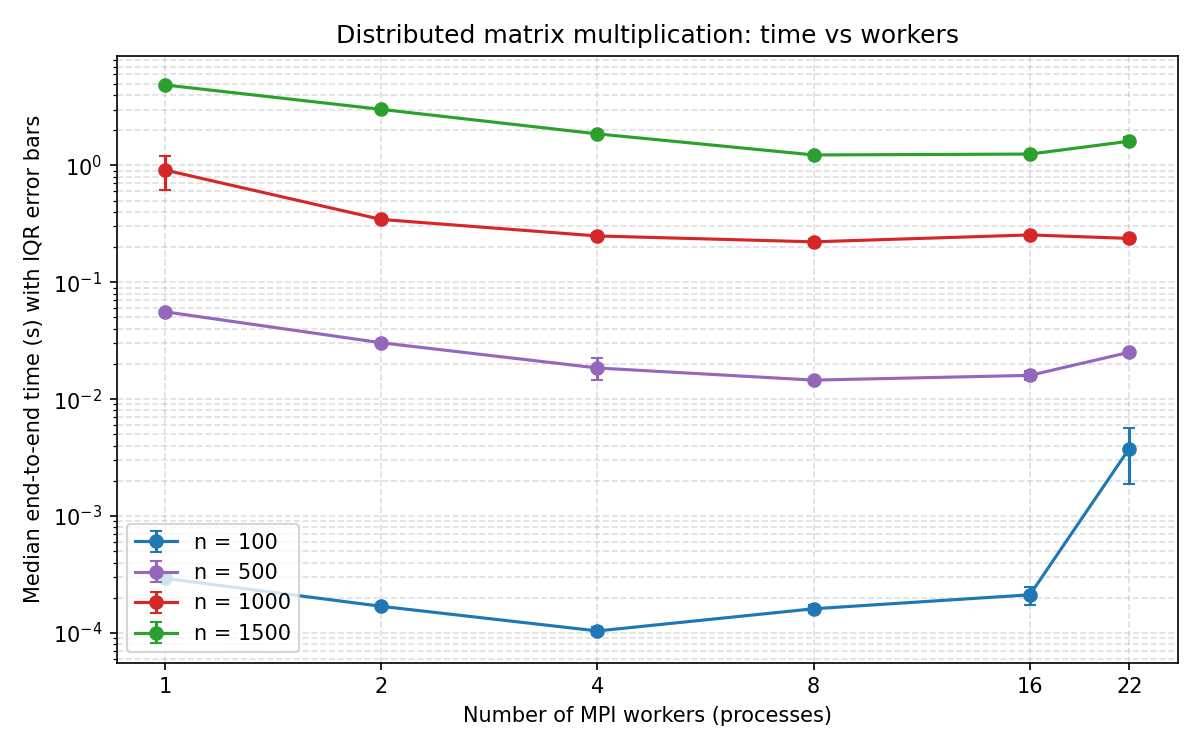 Distributed matrix multiplication: time vs workers
Median end-to-end time (s) with IQR error bars
10⁰
10⁻¹
10⁻²
10⁻³
10⁻⁴
n = 100
n = 500
n = 1000
n = 1500
1 2 4 8 16 22
Number of MPI workers (processes)